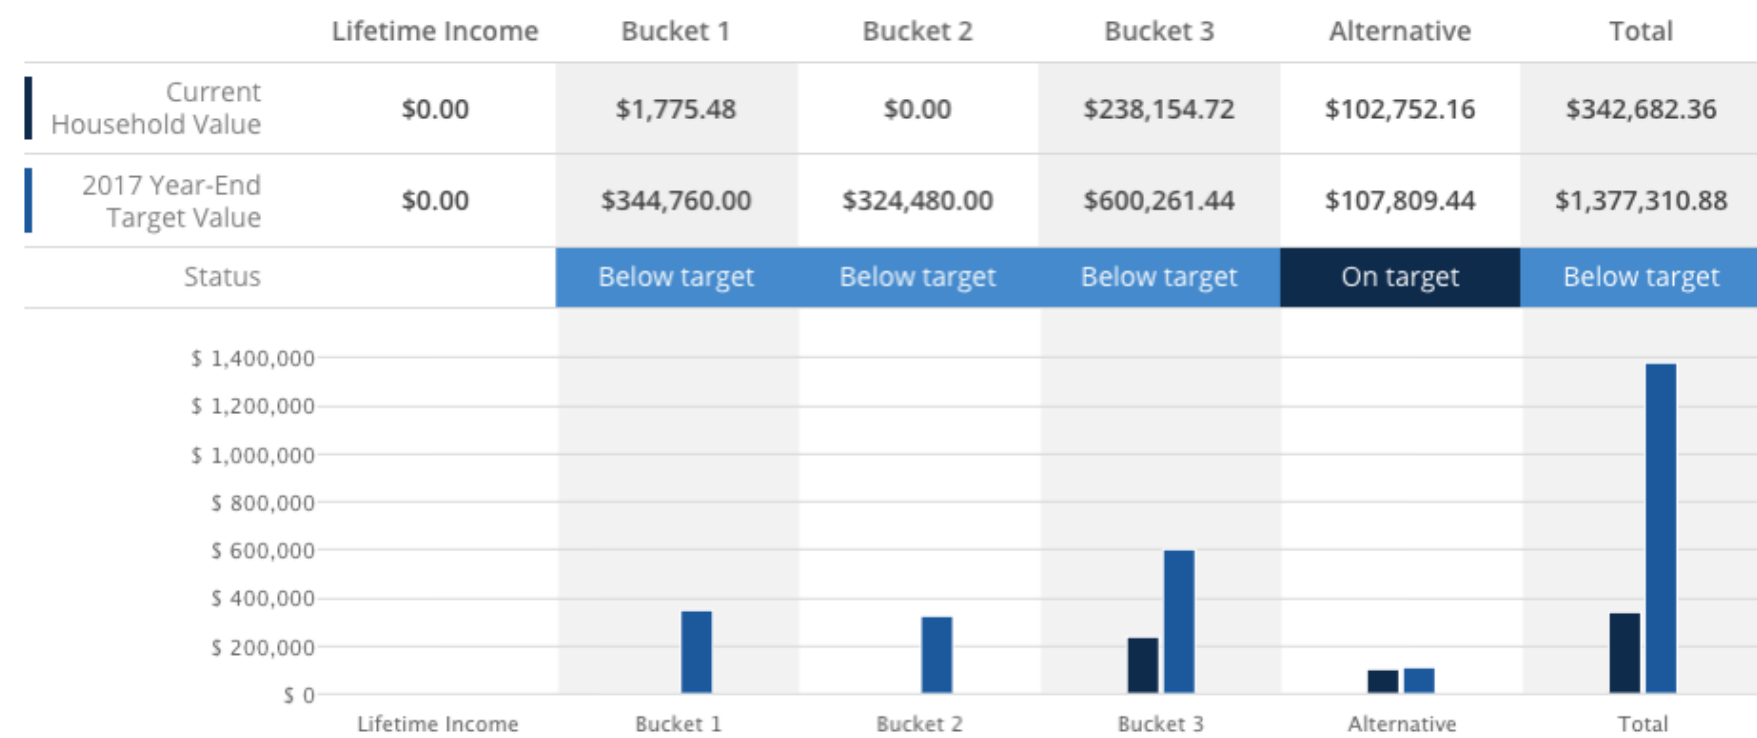 Lifetime Income Bucket 1 Bucket 2 Bucket 3 Alternative Total
Current
Household Value $0.00 $1,775.48 $0.00 $238,154.72 $102,752.16 $342,682.36
2017 Year-End
Target Value $0.00 $344,760.00 $324,480.00 $600,261.44 $107,809.44 $1,377,310.88
Status Below target Below target Below target On target Below target
$ 1,400,000
$ 1,200,000
$ 1,000,000
$ 800,000
$ 600,000
$ 400,000
$ 200,000
$ 0
Lifetime Income Bucket 1 Bucket 2 Bucket 3 Alternative Total